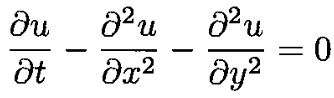 ∂u/∂t − ∂²u/∂x² − ∂²u/∂y² = 0